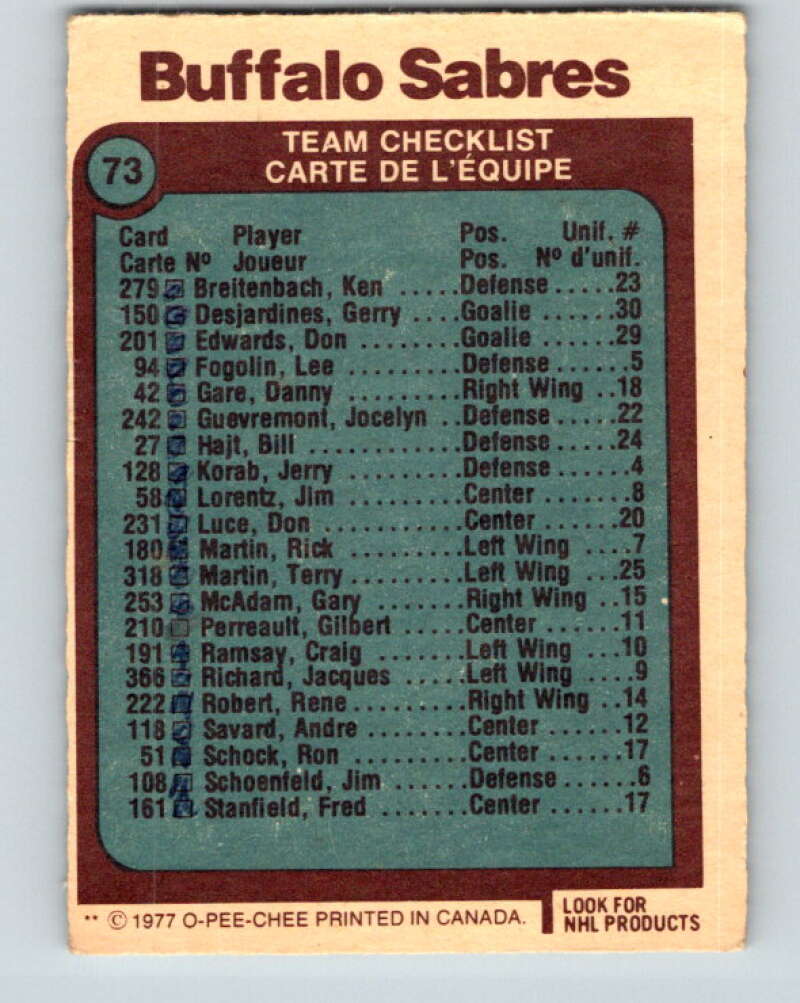 Buffalo Sabres
73
TEAM CHECKLIST
CARTE DE L'ÉQUIPE
Card Player Pos. Unif. #
Carte Nº Joueur Pos. Nº d'unif.
279 Breitenbach, Ken .....Defense .....23
150 Desjardines, Gerry ....Goalie ......30
201 Edwards, Don ........Goalie ......29
94 Fogolin, Lee .........Defense ......5
42 Gare, Danny .........Right Wing ..18
242 Guevremont, Jocelyn ..Defense .....22
27 Hajt, Bill ............Defense .....24
128 Korab, Jerry .........Defense ......4
58 Lorentz, Jim .........Center .......8
231 Luce, Don ...........Center ......20
180 Martin, Rick .........Left Wing ....7
318 Martin, Terry .........Left Wing ...25
253 McAdam, Gary .......Right Wing ..15
210 Perreault, Gilbert .....Center ......11
191 Ramsay, Craig .......Left Wing ...10
366 Richard, Jacques .....Left Wing ....9
222 Robert, Rene .........Right Wing ..14
118 Savard, Andre ........Center ......12
51 Schock, Ron .........Center ......17
108 Schoenfeld, Jim ......Defense ......6
161 Stanfield, Fred .......Center ......17
** © 1977 O-PEE-CHEE PRINTED IN CANADA.
LOOK FOR
NHL PRODUCTS